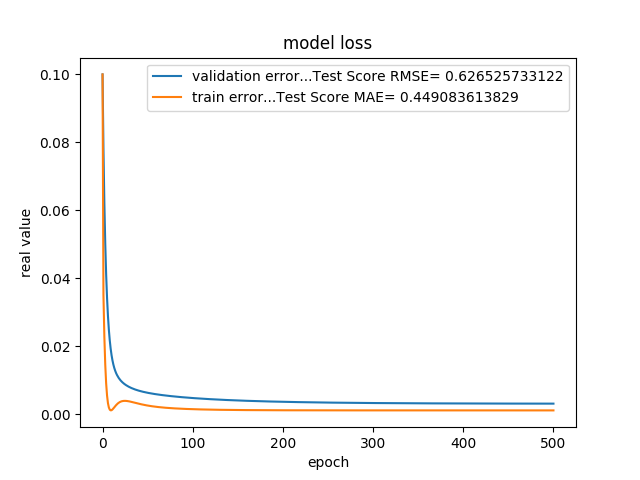 model loss
validation error...Test Score RMSE= 0.626525733122
train error...Test Score MAE= 0.449083613829
0.10
0.08
0.06
0.04
0.02
0.00
real value
0 100 200 300 400 500
epoch